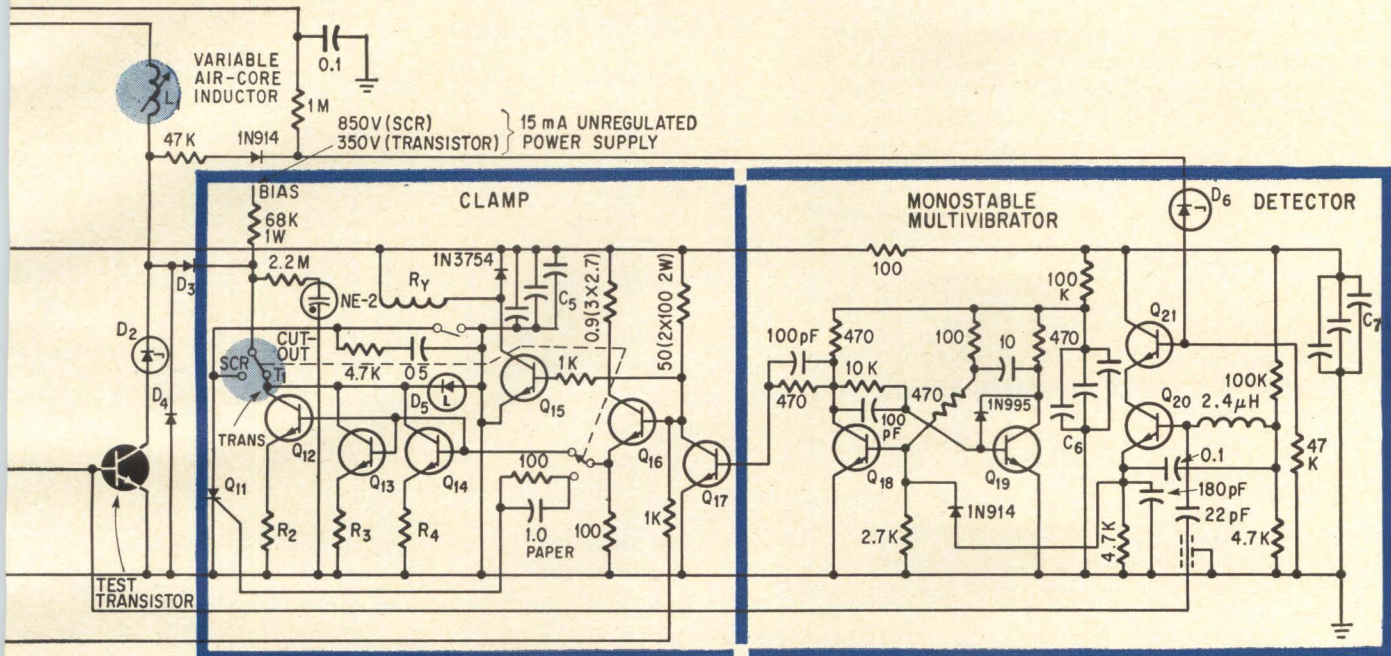 VARIABLE
AIR-CORE
INDUCTOR
L1
0.1
1M
47K
1N914
850V (SCR)
350V (TRANSISTOR)
15 mA UNREGULATED
POWER SUPPLY
BIAS
68K
1W
CLAMP
MONOSTABLE
MULTIVIBRATOR
D6
DETECTOR
D3
2.2M
NE-2
RY
1N3754
C5
0.9(3×2.7)
50(2×100 2W)
100
100
K
D2
D4
SCR
CUT-
OUT
T1
TRANS
4.7K
0.5
D5
Q15
1K
100pF
470
470
10K
100
pF
470
100
10
470
1N995
C6
Q21
Q20
100K
2.4μH
C7
Q12
Q13
Q14
Q16
Q17
Q18
Q19
0.1
47
K
Q11
R2
R3
R4
100
1.0
PAPER
100
1K
2.7K
1N914
4.7K
180pF
22pF
4.7K
TEST
TRANSISTOR